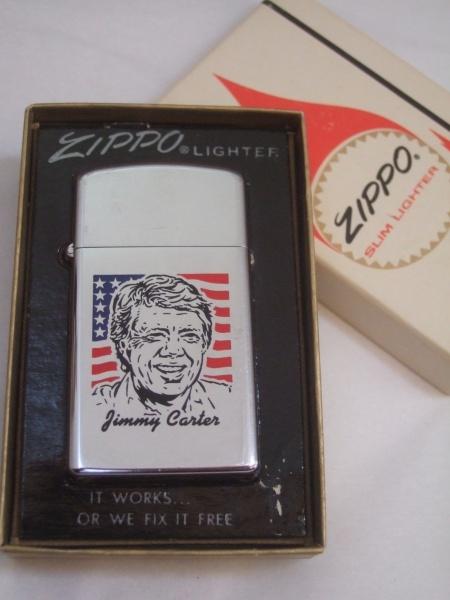 ZIPPO® LIGHTER
Jimmy Carter
IT WORKS...
OR WE FIX IT FREE
ZIPPO®
SLIM LIGHTER